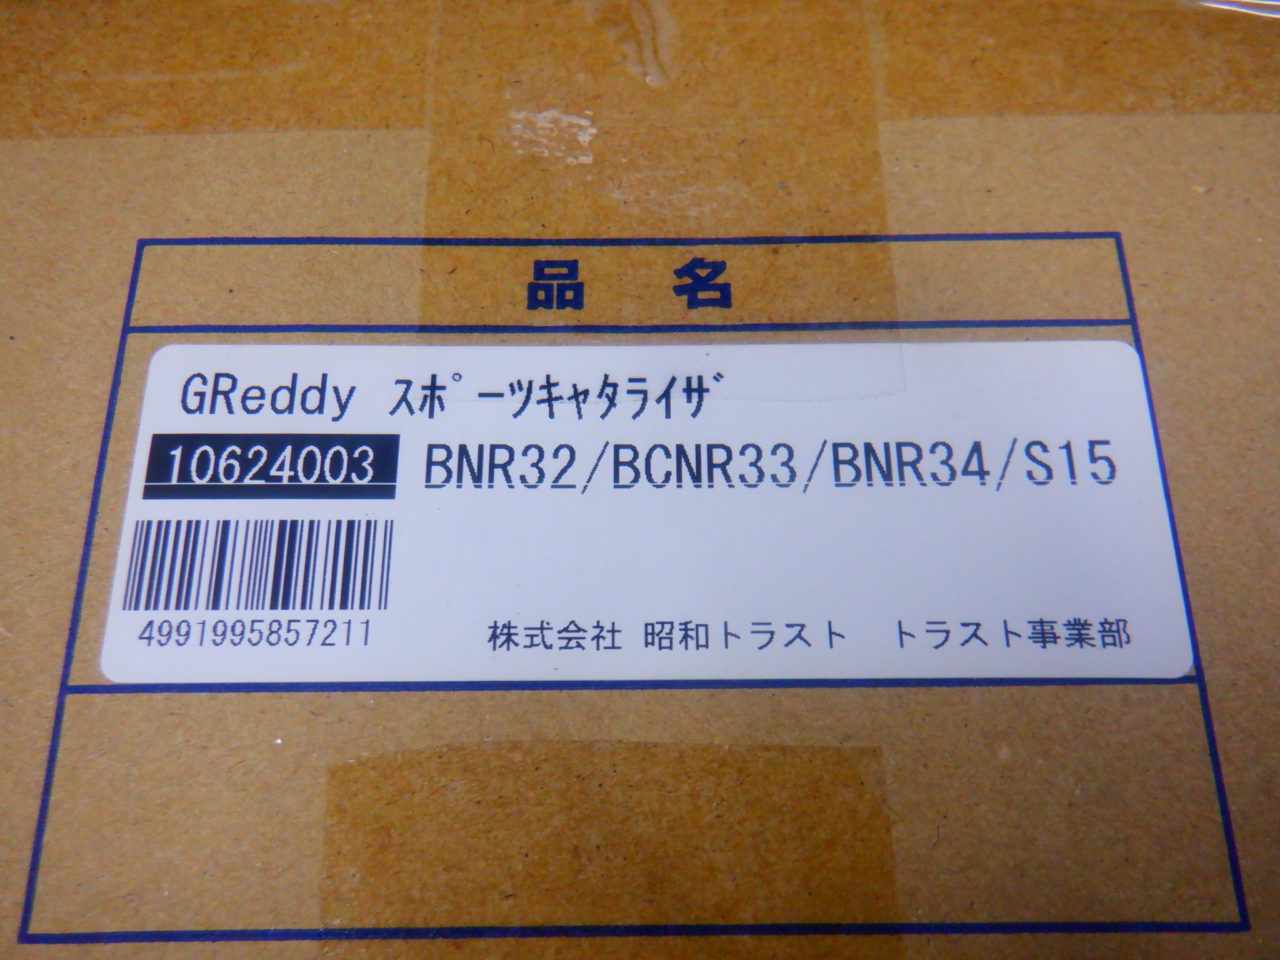 品 名
GReddy ｽﾎﾟｰﾂｷｬﾀﾗｲｻﾞ
10624003 BNR32/BCNR33/BNR34/S15
4991995857211
株式会社 昭和トラスト　トラスト事業部